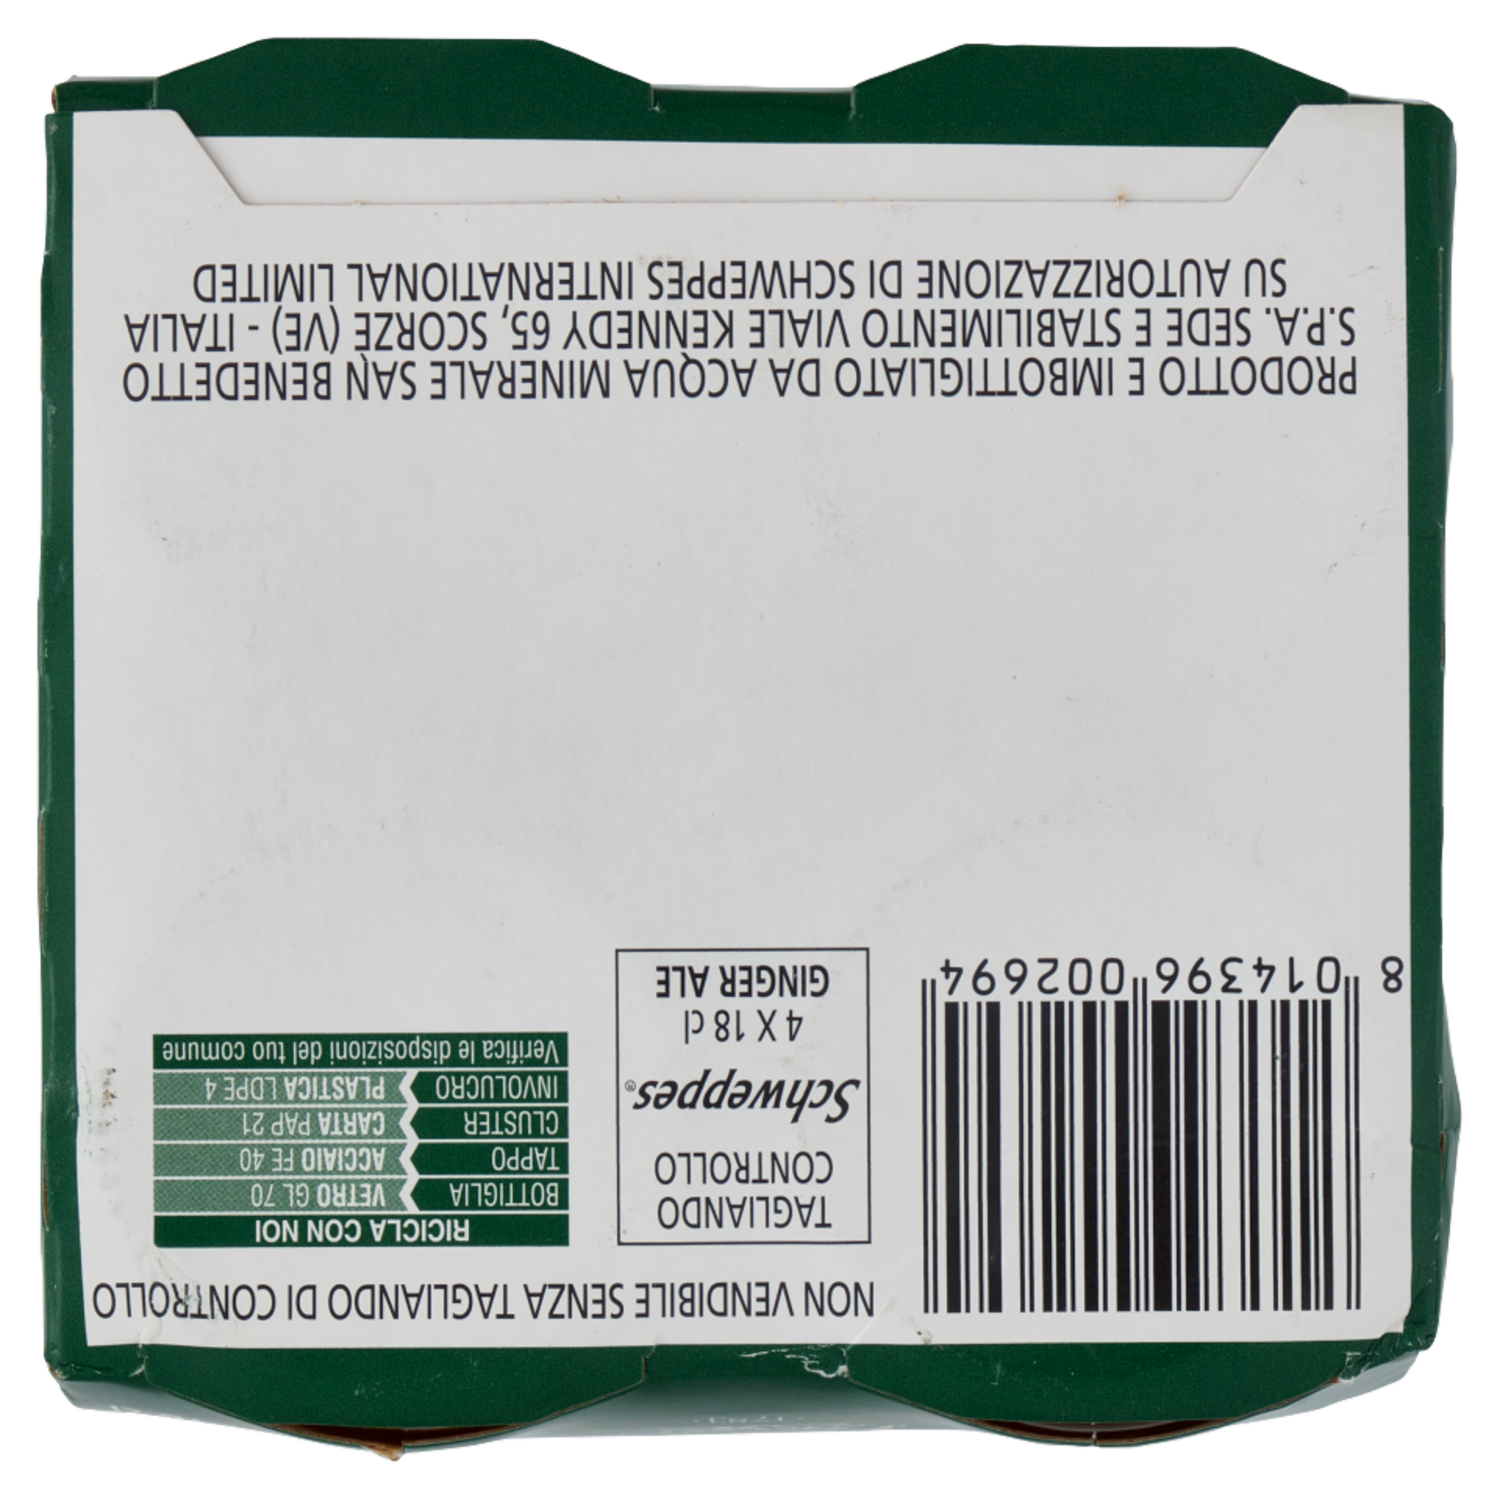 NON VENDIBILE SENZA TAGLIANDO DI CONTROLLO
8 014396 002694
TAGLIANDO
CONTROLLO
Schweppes®
4 X 18 cl
GINGER ALE
RICICLA CON NOI
BOTTIGLIA VETRO GL 70
TAPPO ACCIAIO FE 40
CLUSTER CARTA PAP 21
INVOLUCRO PLASTICA LDPE 4
Verifica le disposizioni del tuo comune
PRODOTTO E IMBOTTIGLIATO DA ACQUA MINERALE SAN BENEDETTO
S.P.A. SEDE E STABILIMENTO VIALE KENNEDY 65, SCORZE (VE) - ITALIA
SU AUTORIZZAZIONE DI SCHWEPPES INTERNATIONAL LIMITED